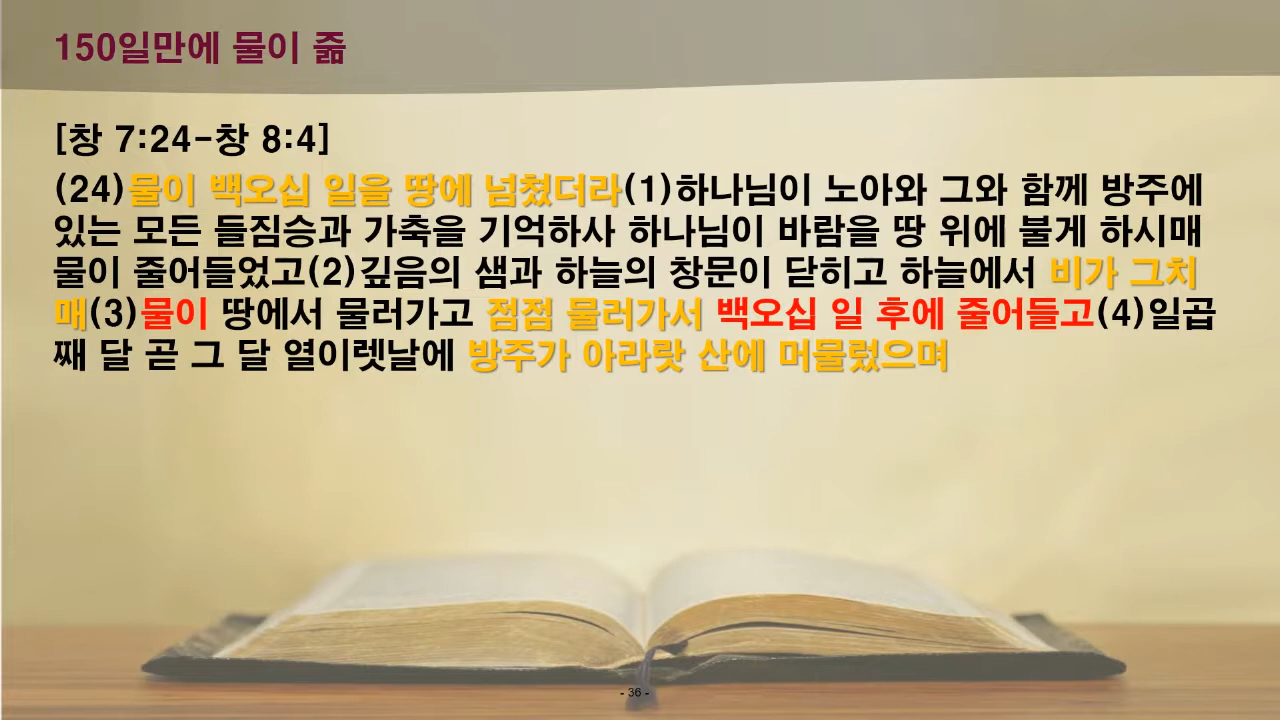 150일만에 물이 줆
[창 7:24-창 8:4]
(24)물이 백오십 일을 땅에 넘쳤더라(1)하나님이 노아와 그와 함께 방주에
있는 모든 들짐승과 가축을 기억하사 하나님이 바람을 땅 위에 불게 하시매
물이 줄어들었고(2)깊음의 샘과 하늘의 창문이 닫히고 하늘에서 비가 그치
매(3)물이 땅에서 물러가고 점점 물러가서 백오십 일 후에 줄어들고(4)일곱
째 달 곧 그 달 열이렛날에 방주가 아라랏 산에 머물렀으며
- 36 -